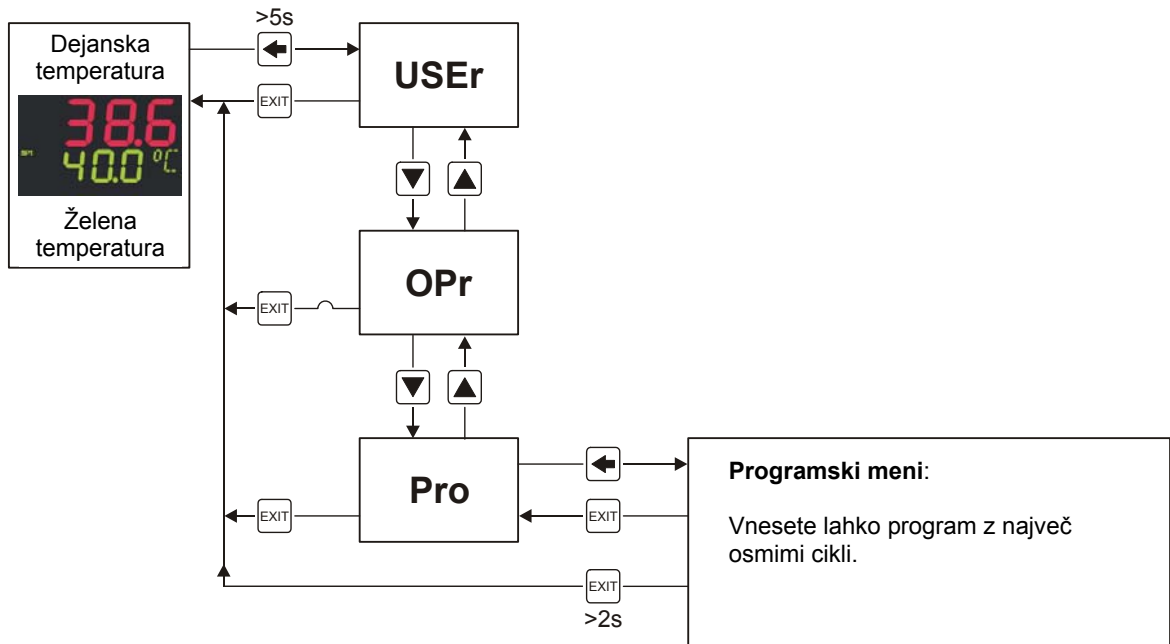 >5s
Dejanska
temperatura
38.6
40.0 °C
Želena
temperatura
USEr
EXIT
OPr
EXIT
Pro
EXIT
Programski meni:
Vnesete lahko program z največ
osmimi cikli.
EXIT
EXIT
>2s